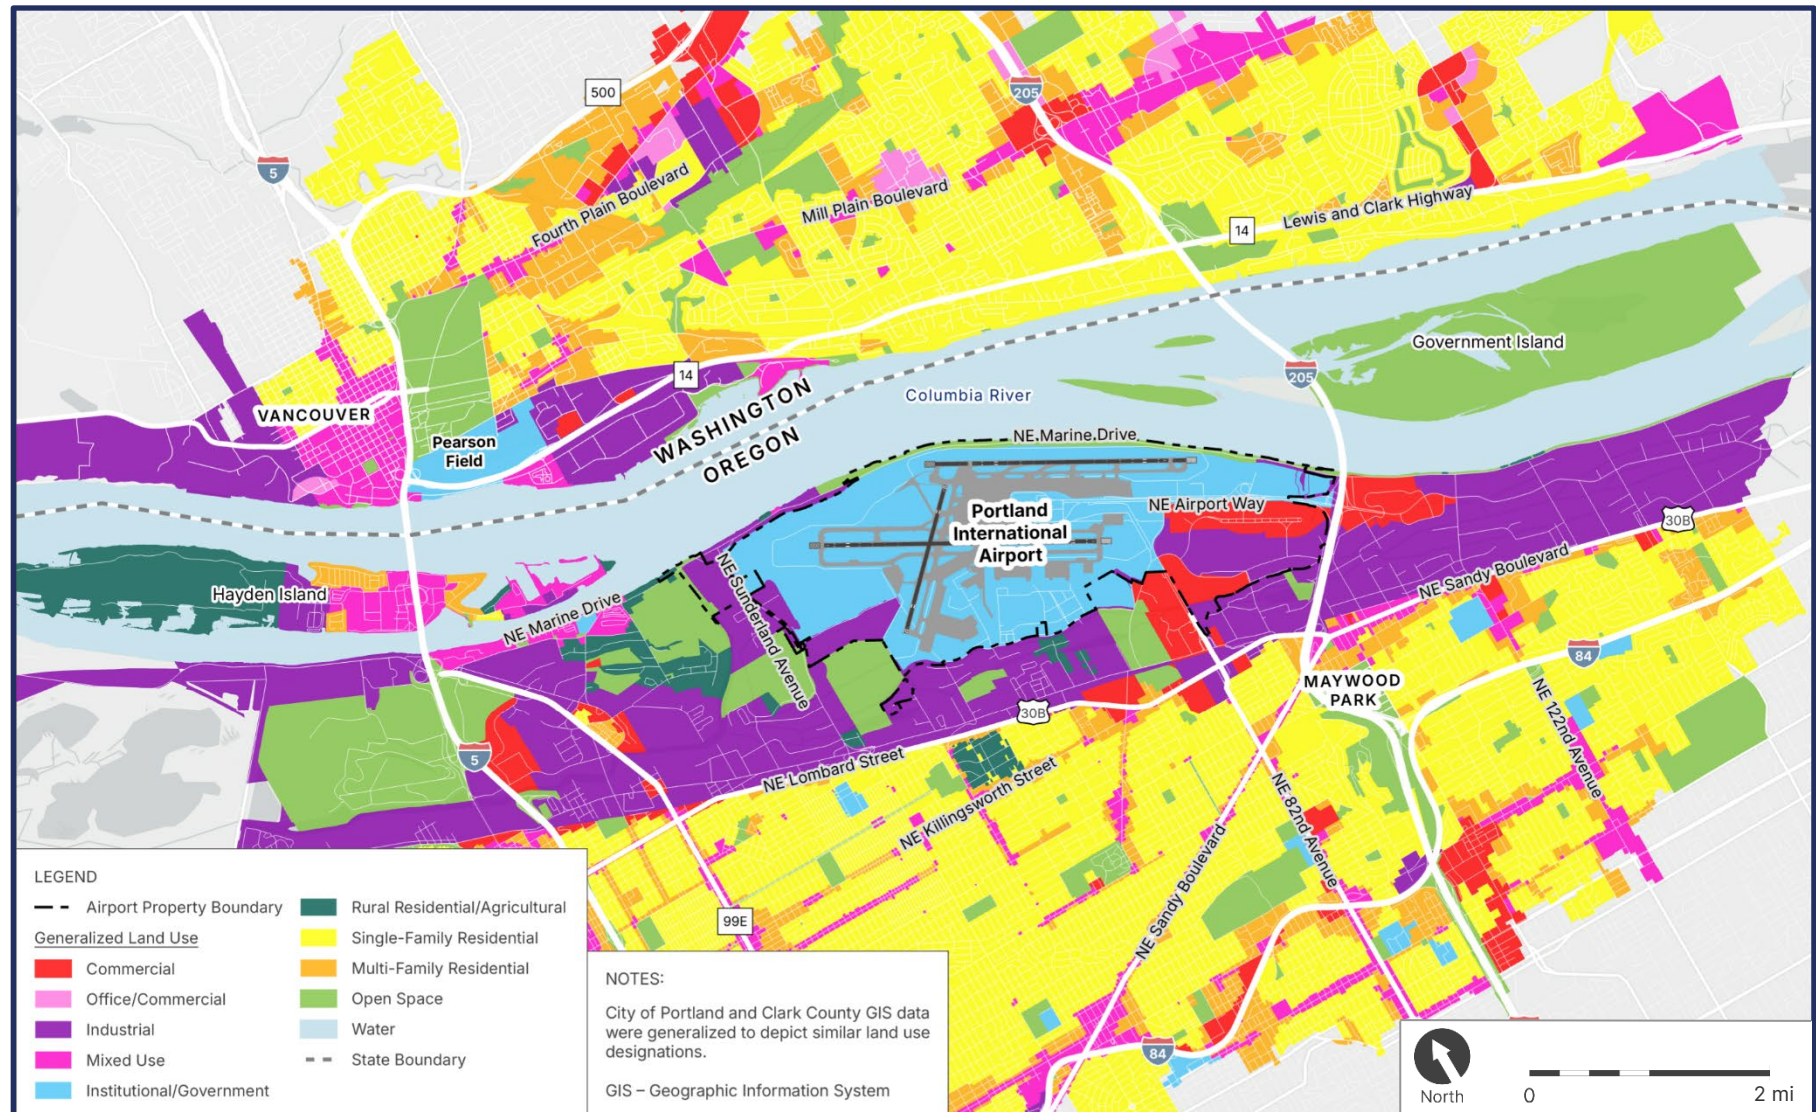 500
205
5
Fourth Plain Boulevard
Mill Plain Boulevard
Lewis and Clark Highway
14
Government Island
205
14
VANCOUVER
Pearson
Field
WASHINGTON
OREGON
Columbia River
NE Marine Drive
NE Airport Way
Portland
International
Airport
30B
NE Sandy Boulevard
Hayden Island
NE Marine Drive
NE Sunderland Avenue
84
MAYWOOD
PARK
NE 122nd Avenue
30B
5
NE Lombard Street
NE Killingsworth Street
NE 82nd Avenue
NE Sandy Boulevard
99E
84
LEGEND
Airport Property Boundary
Generalized Land Use
Commercial
Office/Commercial
Industrial
Mixed Use
Institutional/Government
Rural Residential/Agricultural
Single-Family Residential
Multi-Family Residential
Open Space
Water
State Boundary
NOTES:
City of Portland and Clark County GIS data
were generalized to depict similar land use
designations.
GIS – Geographic Information System
North
0
2 mi